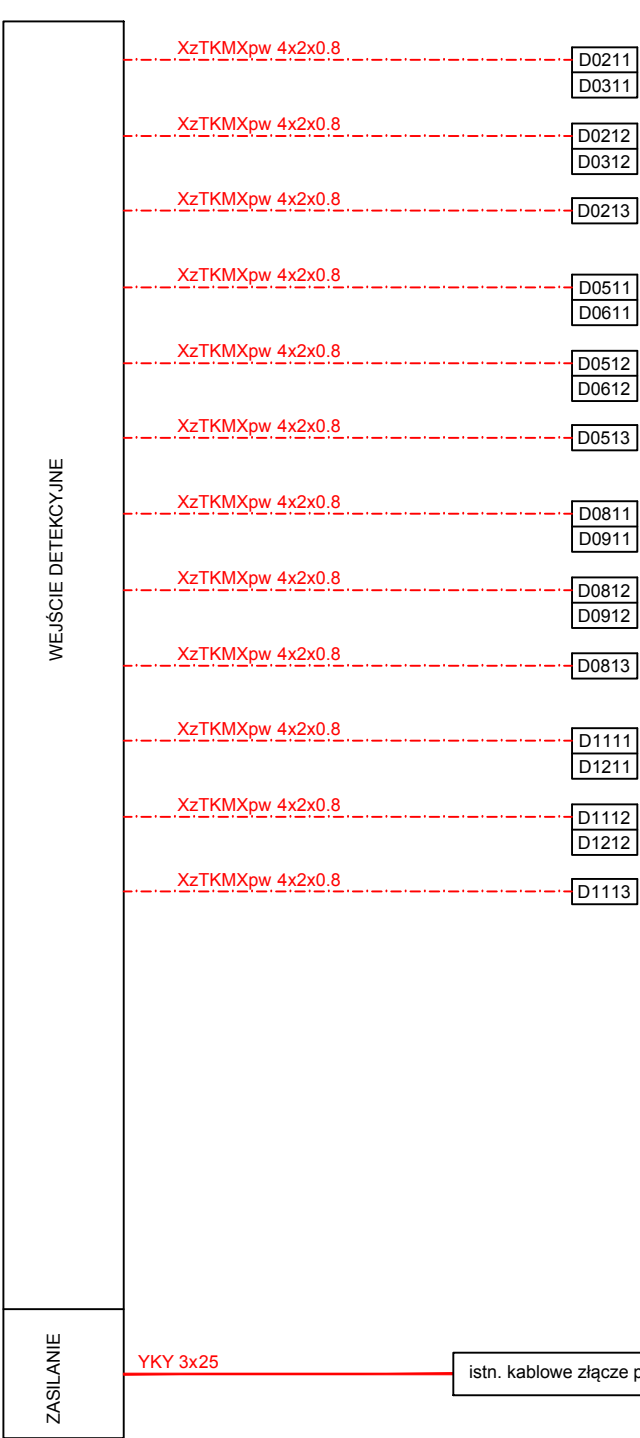 XzTKMXpw 4x2x0.8
D0211
D0311
XzTKMXpw 4x2x0.8
D0212
D0312
XzTKMXpw 4x2x0.8
D0213
XzTKMXpw 4x2x0.8
D0511
D0611
XzTKMXpw 4x2x0.8
D0512
D0612
XzTKMXpw 4x2x0.8
D0513
WEJŚCIE DETEKCYJNE
XzTKMXpw 4x2x0.8
D0811
D0911
XzTKMXpw 4x2x0.8
D0812
D0912
XzTKMXpw 4x2x0.8
D0813
XzTKMXpw 4x2x0.8
D1111
D1211
XzTKMXpw 4x2x0.8
D1112
D1212
XzTKMXpw 4x2x0.8
D1113
ZASILANIE
YKY 3x25
istn. kablowe złącze